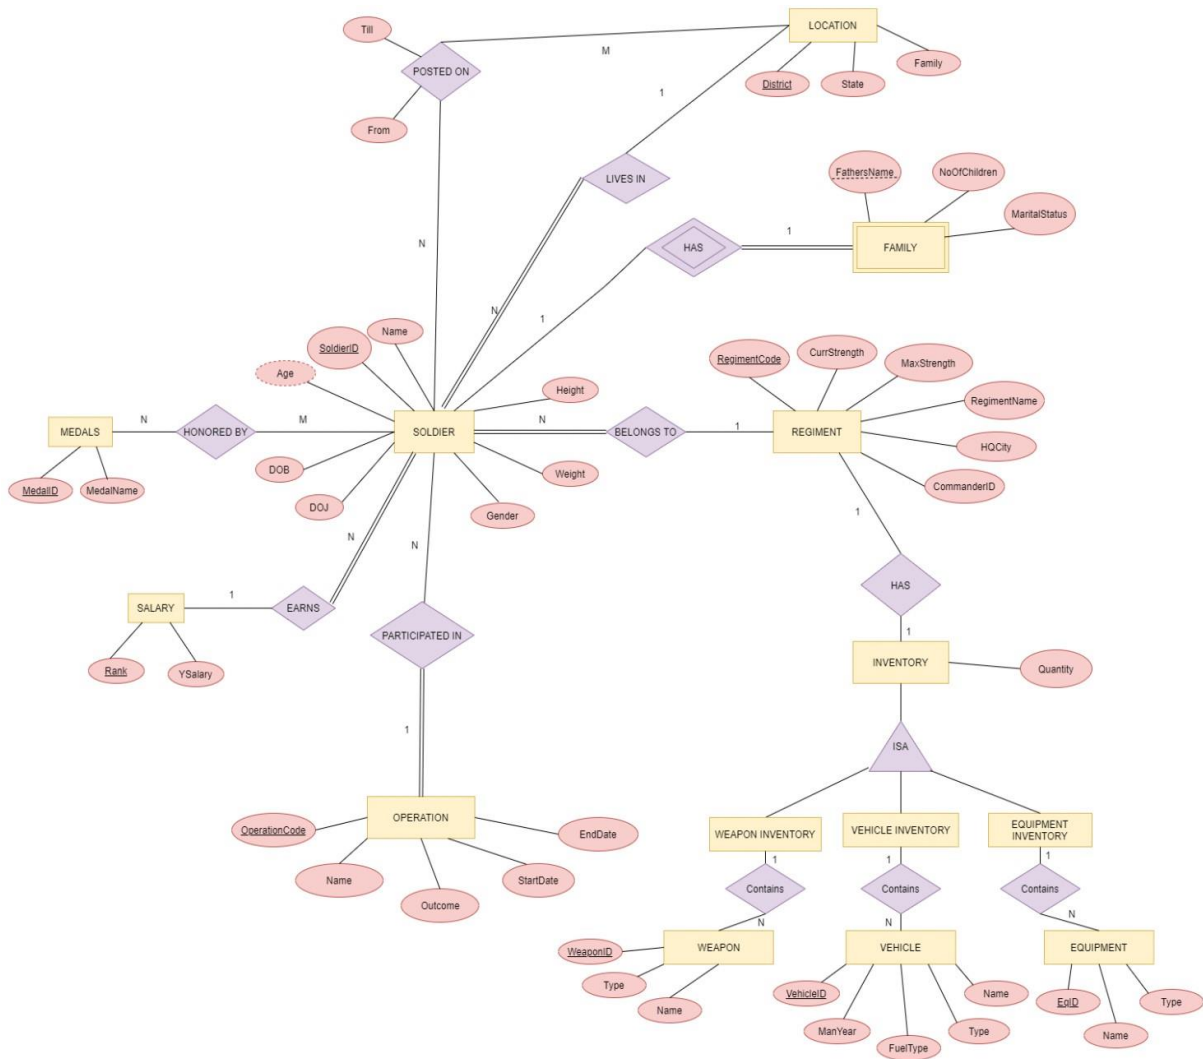 LOCATION
Till
M
POSTED ON
Family
District
State
1
From
LIVES IN
FathersName
NoOfChildren
MaritalStatus
N
HAS
1
FAMILY
N
1
Name
SoldierID
Age
RegimentCode
CurrStrength
MaxStrength
Height
RegimentName
MEDALS
N
HONORED BY
M
SOLDIER
N
BELONGS TO
1
REGIMENT
HQCity
DOB
Weight
MedalID
MedalName
CommanderID
DOJ
Gender
1
N
N
HAS
SALARY
1
EARNS
PARTICIPATED IN
1
INVENTORY
Quantity
Rank
YSalary
1
ISA
OPERATION
OperationCode
EndDate
WEAPON INVENTORY
VEHICLE INVENTORY
EQUIPMENT
INVENTORY
1
1
1
Name
StartDate
Outcome
Contains
Contains
Contains
N
N
N
WeaponID
WEAPON
VEHICLE
EQUIPMENT
Type
Name
VehicleID
Name
EqID
Type
ManYear
FuelType
Type
Name